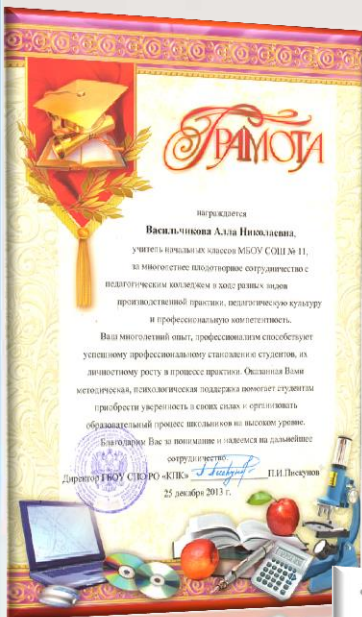 Грамота
награждается
Васильчикова Алла Николаевна,
учитель начальных классов МБОУ СОШ № 11,
за многолетнее плодотворное сотрудничество с
педагогическим колледжем в ходе разных видов
производственной практики, педагогическую культуру
и профессиональную компетентность.
Ваш многолетний опыт, профессионализм способствует
успешному профессиональному становлению студентов, их
личностному росту в процессе практики. Оказанная Вами
методическая, психологическая поддержка помогает студентам
приобрести уверенность в своих силах и организовать
образовательный процесс школьников на высоком уровне.
Благодарим Вас за понимание и надеемся на дальнейшее
сотрудничество.
Директор ГБОУ СПО РО «КПК» П.И.Пискунов
25 декабря 2013 г.